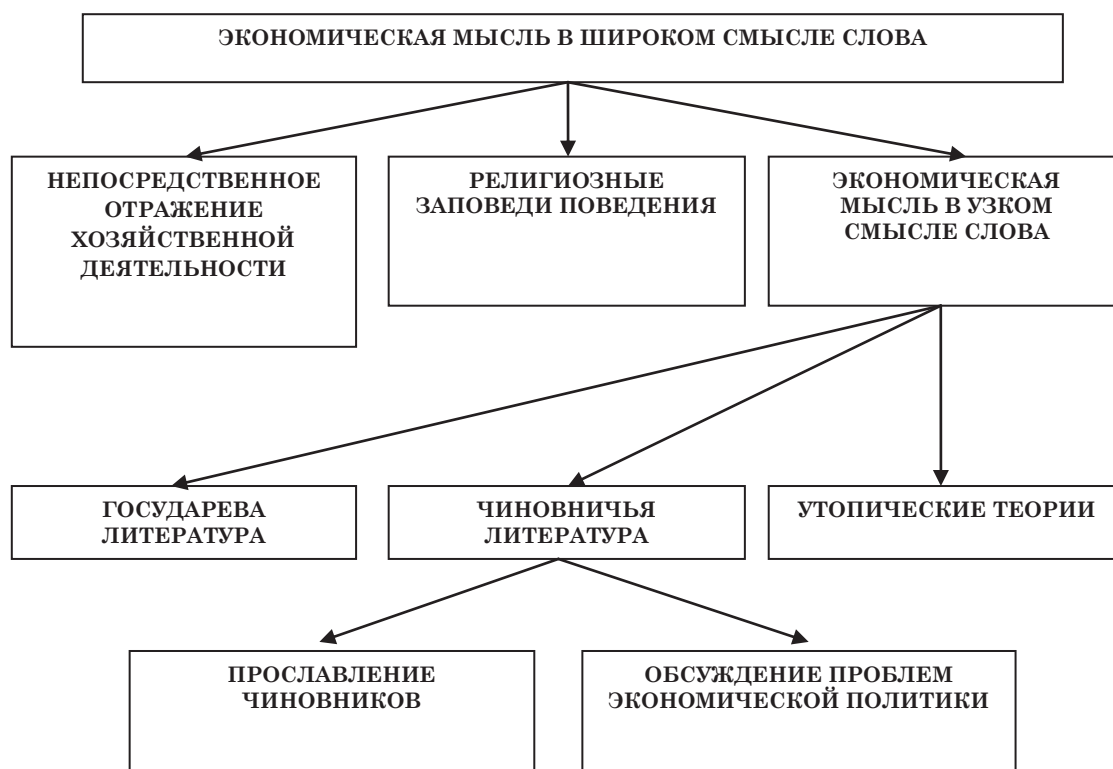 ЭКОНОМИЧЕСКАЯ МЫСЛЬ В ШИРОКОМ СМЫСЛЕ СЛОВА
НЕПОСРЕДСТВЕННОЕ
ОТРАЖЕНИЕ
ХОЗЯЙСТВЕННОЙ
ДЕЯТЕЛЬНОСТИ
РЕЛИГИОЗНЫЕ
ЗАПОВЕДИ ПОВЕДЕНИЯ
ЭКОНОМИЧЕСКАЯ
МЫСЛЬ В УЗКОМ
СМЫСЛЕ СЛОВА
ГОСУДАРЕВА
ЛИТЕРАТУРА
ЧИНОВНИЧЬЯ
ЛИТЕРАТУРА
УТОПИЧЕСКИЕ ТЕОРИИ
ПРОСЛАВЛЕНИЕ
ЧИНОВНИКОВ
ОБСУЖДЕНИЕ ПРОБЛЕМ
ЭКОНОМИЧЕСКОЙ ПОЛИТИКИ